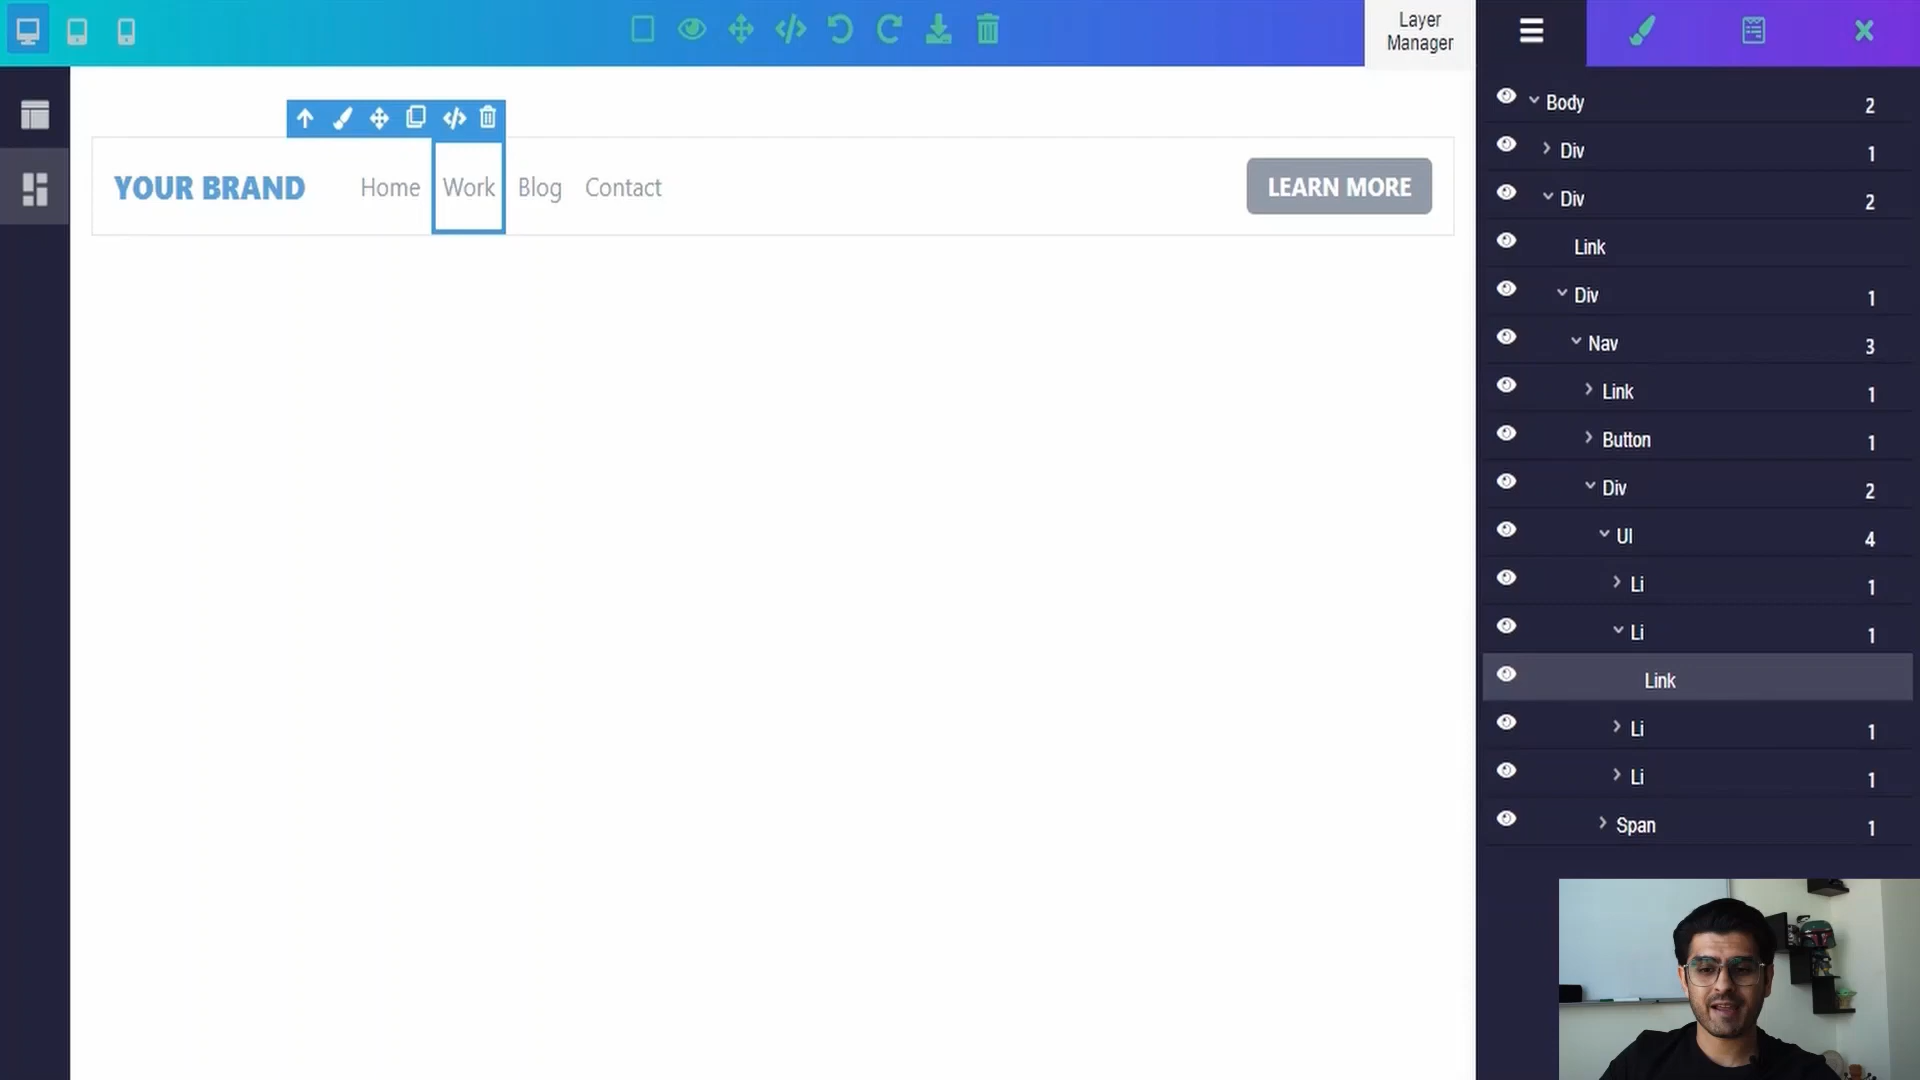 Layer
Manager
YOUR BRAND
Home
Work
Blog
Contact
LEARN MORE
Body 2
Div 1
Div 2
Link
Div 1
Nav 3
Link 1
Button 1
Div 2
Ul 4
Li 1
Li 1
Link
Li 1
Li 1
Span 1